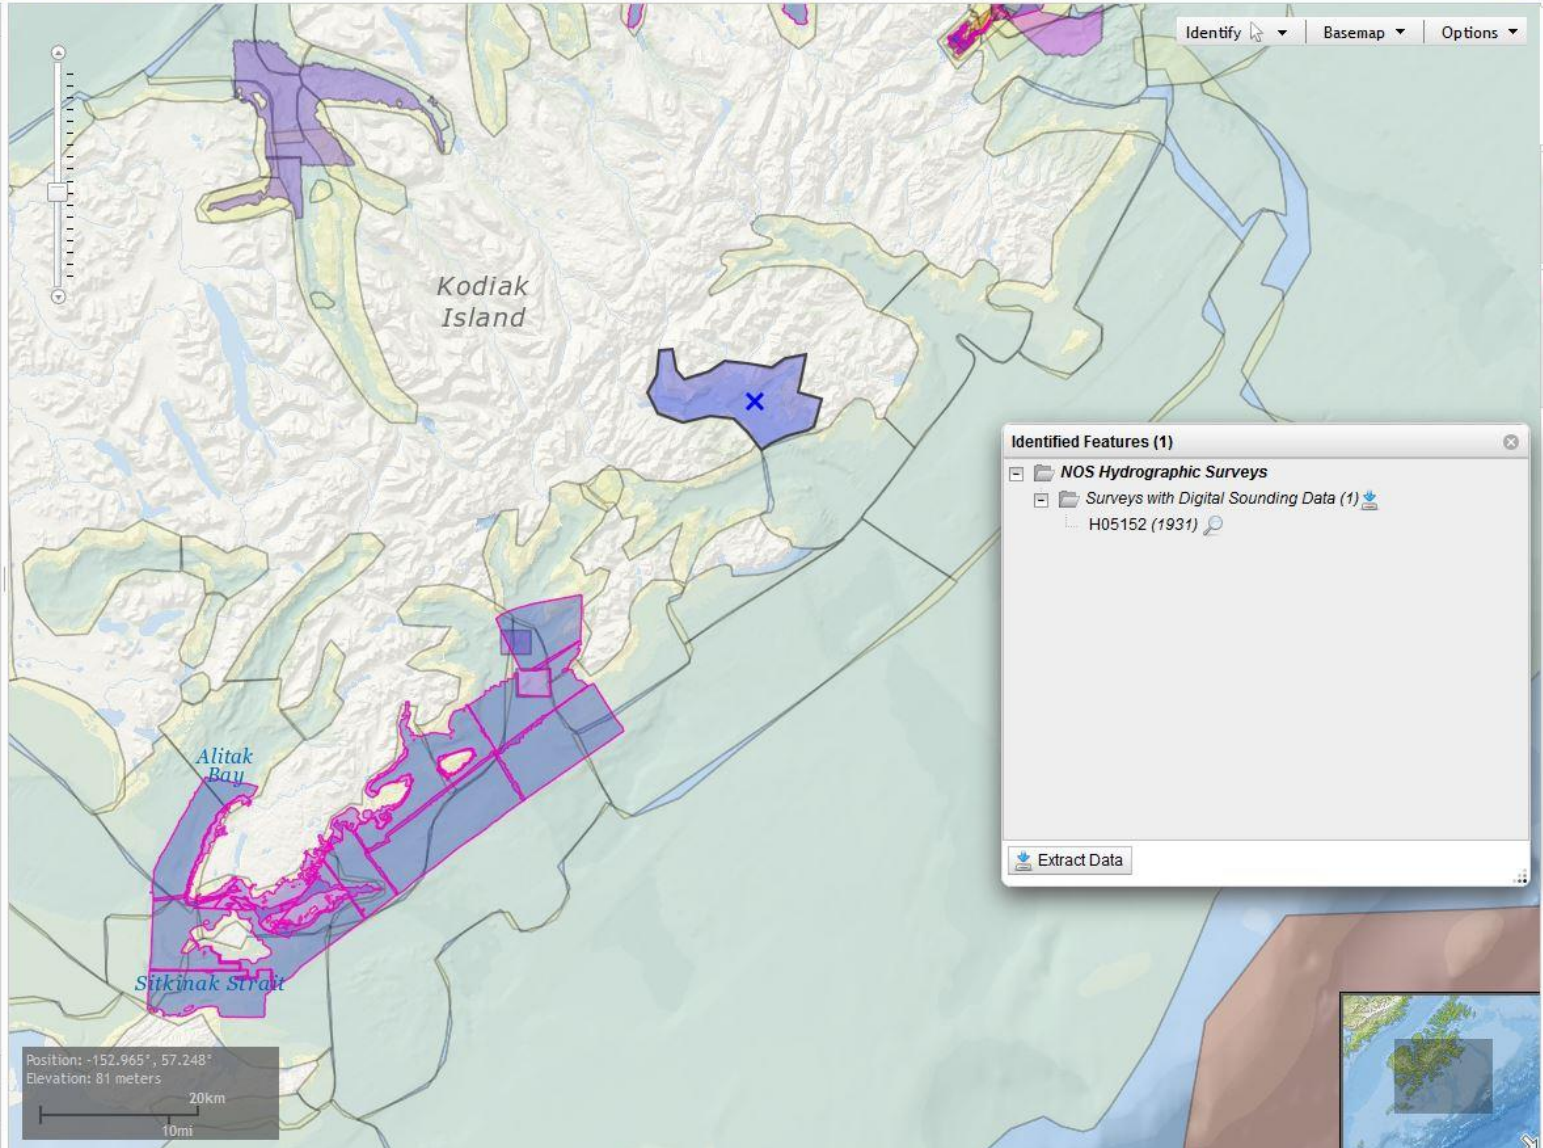 Identify
Basemap
Options
Kodiak
Island
Identified Features (1)
NOS Hydrographic Surveys
Surveys with Digital Sounding Data (1)
H05152 (1931)
Extract Data
Alitak
Bay
Sitkinak Strait
Position: -152.965°, 57.248°
Elevation: 81 meters
20km
10mi